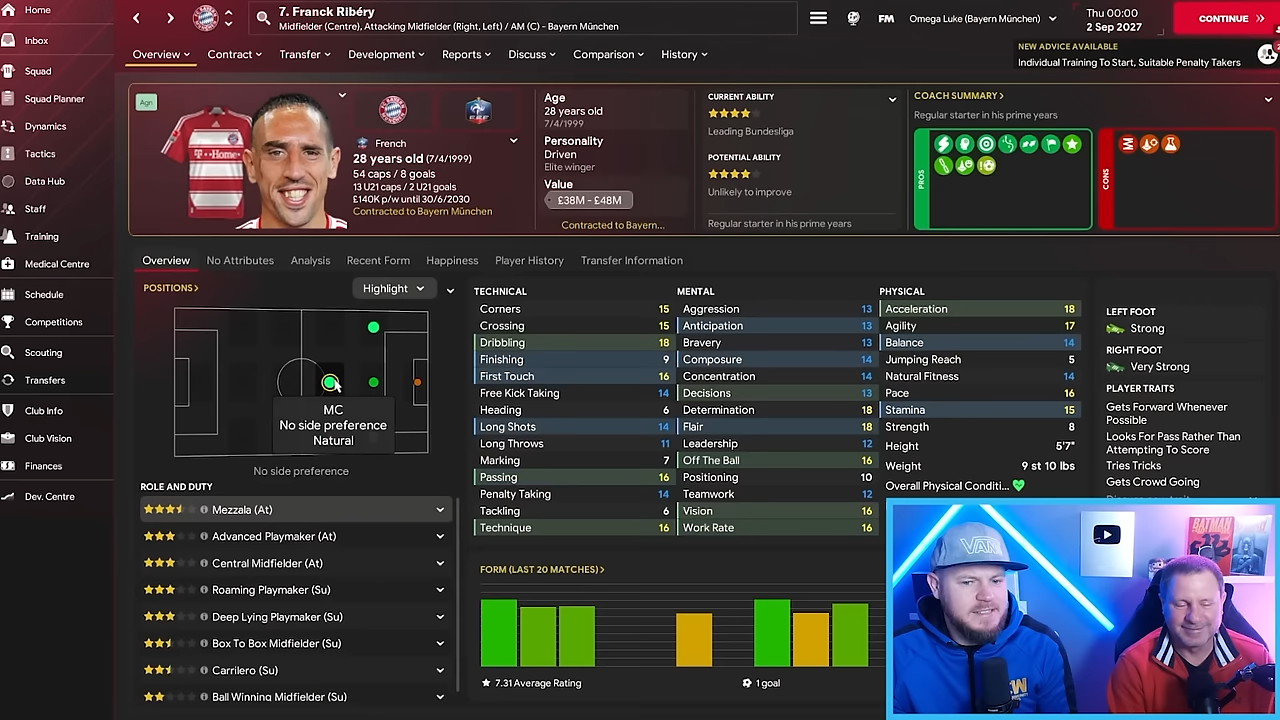 Home
Inbox
Squad
Squad Planner
Dynamics
Tactics
Data Hub
Staff
Training
Medical Centre
Schedule
Competitions
Scouting
Transfers
Club Info
Club Vision
Finances
Dev. Centre
7. Franck Ribéry
Midfielder (Centre), Attacking Midfielder (Right, Left) / AM (C) - Bayern München
FM
Omega Luke (Bayern München)
Thu 00:00
2 Sep 2027
CONTINUE
Overview
Contract
Transfer
Development
Reports
Discuss
Comparison
History
NEW ADVICE AVAILABLE
Individual Training To Start, Suitable Penalty Takers
Agn
T··Home·
French
28 years old (7/4/1999)
54 caps / 8 goals
13 U21 caps / 2 U21 goals
£140K p/w until 30/6/2030
Contracted to Bayern München
Age
28 years old
7/4/1999
Personality
Driven
Elite winger
Value
£38M - £48M
Contracted to Bayern...
CURRENT ABILITY
Leading Bundesliga
POTENTIAL ABILITY
Unlikely to improve
Regular starter in his prime years
COACH SUMMARY >
Regular starter in his prime years
PROS
CONS
Overview
No Attributes
Analysis
Recent Form
Happiness
Player History
Transfer Information
POSITIONS >
Highlight
MC
No side preference
Natural
No side preference
ROLE AND DUTY
Mezzala (At)
Advanced Playmaker (At)
Central Midfielder (At)
Roaming Playmaker (Su)
Deep Lying Playmaker (Su)
Box To Box Midfielder (Su)
Carrilero (Su)
Ball Winning Midfielder (Su)
TECHNICAL
Corners 15
Crossing 15
Dribbling 18
Finishing 9
First Touch 16
Free Kick Taking 14
Heading 6
Long Shots 14
Long Throws 11
Marking 7
Passing 16
Penalty Taking 14
Tackling 6
Technique 16
MENTAL
Aggression 13
Anticipation 13
Bravery 13
Composure 14
Concentration 14
Decisions 13
Determination 18
Flair 18
Leadership 12
Off The Ball 16
Positioning 10
Teamwork 12
Vision 16
Work Rate 16
PHYSICAL
Acceleration 18
Agility 17
Balance 14
Jumping Reach 5
Natural Fitness 14
Pace 16
Stamina 15
Strength 8
Height 5'7"
Weight 9 st 10 lbs
Overall Physical Conditi...
LEFT FOOT
Strong
RIGHT FOOT
Very Strong
PLAYER TRAITS
Gets Forward Whenever
Possible
Looks For Pass Rather Than
Attempting To Score
Tries Tricks
Gets Crowd Going
FORM (LAST 20 MATCHES) >
7.31 Average Rating
1 goal
VAN
BATMAN